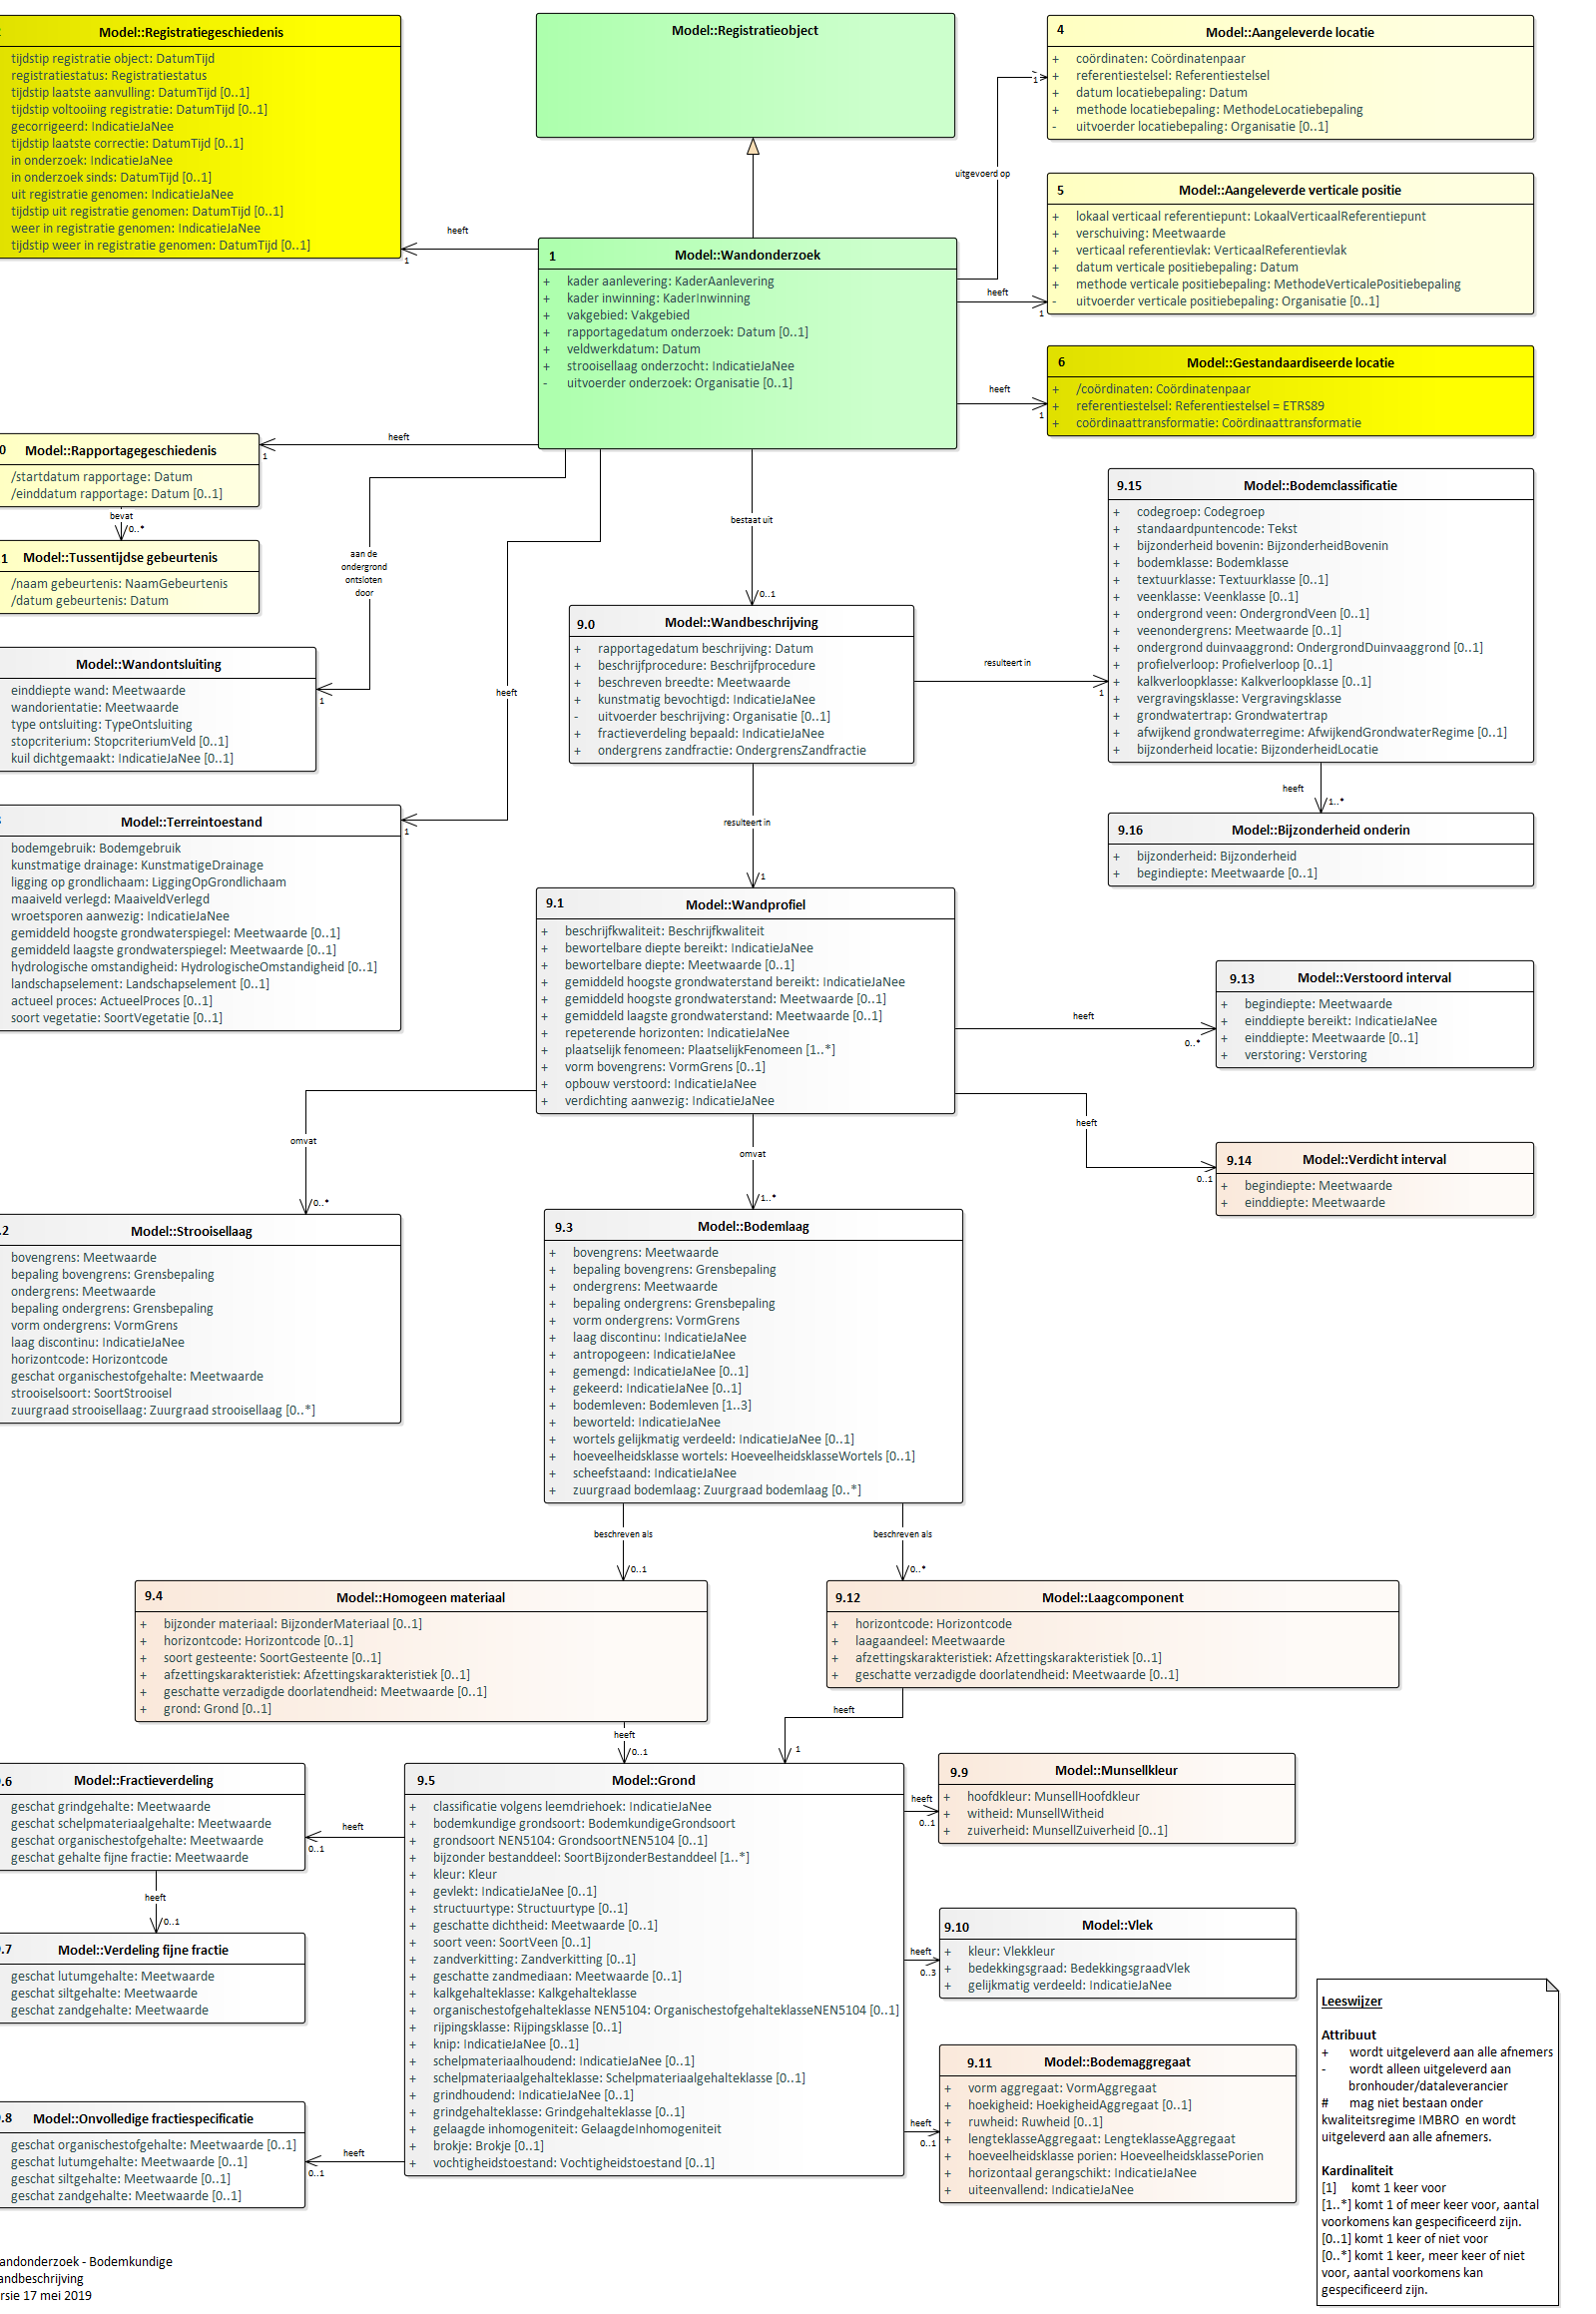 Model::Registratiegeschiedenis
tijdstip registratie object: DatumTijd
registratiestatus: Registratiestatus
tijdstip laatste aanvulling: DatumTijd [0..1]
tijdstip voltooiing registratie: DatumTijd [0..1]
gecorrigeerd: IndicatieJaNee
tijdstip laatste correctie: DatumTijd [0..1]
in onderzoek: IndicatieJaNee
in onderzoek sinds: DatumTijd [0..1]
uit registratie genomen: IndicatieJaNee
tijdstip uit registratie genomen: DatumTijd [0..1]
weer in registratie genomen: IndicatieJaNee
tijdstip weer in registratie genomen: DatumTijd [0..1]
Model::Registratieobject
4 Model::Aangeleverde locatie
+ coördinaten: Coördinatenpaar
+ referentiestelsel: Referentiestelsel
+ datum locatiebepaling: Datum
+ methode locatiebepaling: MethodeLocatiebepaling
- uitvoerder locatiebepaling: Organisatie [0..1]
1
uitgevoerd op
5 Model::Aangeleverde verticale positie
+ lokaal verticaal referentiepunt: LokaalVerticaalReferentiepunt
+ verschuiving: Meetwaarde
+ verticaal referentievlak: VerticaalReferentievlak
+ datum verticale positiebepaling: Datum
+ methode verticale positiebepaling: MethodeVerticalePositiebepaling
- uitvoerder verticale positiebepaling: Organisatie [0..1]
heeft
1
heeft
1
1 Model::Wandonderzoek
+ kader aanlevering: KaderAanlevering
+ kader inwinning: KaderInwinning
+ vakgebied: Vakgebied
+ rapportagedatum onderzoek: Datum [0..1]
+ veldwerkdatum: Datum
+ strooisellaag onderzocht: IndicatieJaNee
- uitvoerder onderzoek: Organisatie [0..1]
6 Model::Gestandaardiseerde locatie
+ /coördinaten: Coördinatenpaar
+ referentiestelsel: Referentiestelsel = ETRS89
+ coördinaattransformatie: Coördinaattransformatie
heeft
1
heeft
1
0 Model::Rapportagegeschiedenis
/startdatum rapportage: Datum
/einddatum rapportage: Datum [0..1]
bevat
0..*
1 Model::Tussentijdse gebeurtenis
/naam gebeurtenis: NaamGebeurtenis
/datum gebeurtenis: Datum
aan de
ondergrond
ontsloten
door
1
bestaat uit
0..1
9.15 Model::Bodemclassificatie
+ codegroep: Codegroep
+ standaardpuntencode: Tekst
+ bijzonderheid bovenin: BijzonderheidBovenin
+ bodemklasse: Bodemklasse
+ textuurklasse: Textuurklasse [0..1]
+ veenklasse: Veenklasse [0..1]
+ ondergrond veen: OndergrondVeen [0..1]
+ veenondergrens: Meetwaarde [0..1]
+ ondergrond duinvaaggrond: OndergrondDuinvaaggrond [0..1]
+ profielverloop: Profielverloop [0..1]
+ kalkverloopklasse: Kalkverloopklasse [0..1]
+ vergravingsklasse: Vergravingsklasse
+ grondwatertrap: Grondwatertrap
+ afwijkend grondwaterregime: AfwijkendGrondwaterRegime [0..1]
+ bijzonderheid locatie: BijzonderheidLocatie
Model::Wandontsluiting
einddiepte wand: Meetwaarde
wandorientatie: Meetwaarde
type ontsluiting: TypeOntsluiting
stopcriterium: StopcriteriumVeld [0..1]
kuil dichtgemaakt: IndicatieJaNee [0..1]
9.0 Model::Wandbeschrijving
+ rapportagedatum beschrijving: Datum
+ beschrijfprocedure: Beschrijfprocedure
+ beschreven breedte: Meetwaarde
+ kunstmatig bevochtigd: IndicatieJaNee
- uitvoerder beschrijving: Organisatie [0..1]
+ fractieverdeling bepaald: IndicatieJaNee
+ ondergrens zandfractie: OndergrensZandfractie
resulteert in
1
heeft
1
heeft
1..*
9.16 Model::Bijzonderheid onderin
+ bijzonderheid: Bijzonderheid
+ begindiepte: Meetwaarde [0..1]
Model::Terreintoestand
bodemgebruik: Bodemgebruik
kunstmatige drainage: KunstmatigeDrainage
ligging op grondlichaam: LiggingOpGrondlichaam
maaiveld verlegd: MaaiveldVerlegd
wroetsporen aanwezig: IndicatieJaNee
gemiddeld hoogste grondwaterspiegel: Meetwaarde [0..1]
gemiddeld laagste grondwaterspiegel: Meetwaarde [0..1]
hydrologische omstandigheid: HydrologischeOmstandigheid [0..1]
landschapselement: Landschapselement [0..1]
actueel proces: ActueelProces [0..1]
soort vegetatie: SoortVegetatie [0..1]
resulteert in
1
9.1 Model::Wandprofiel
+ beschrijfkwaliteit: Beschrijfkwaliteit
+ bewortelbare diepte bereikt: IndicatieJaNee
+ bewortelbare diepte: Meetwaarde [0..1]
+ gemiddeld hoogste grondwaterstand bereikt: IndicatieJaNee
+ gemiddeld hoogste grondwaterstand: Meetwaarde [0..1]
+ gemiddeld laagste grondwaterstand: Meetwaarde [0..1]
+ repeterende horizonten: IndicatieJaNee
+ plaatselijk fenomeen: PlaatselijkFenomeen [1..*]
+ vorm bovengrens: VormGrens [0..1]
+ opbouw verstoord: IndicatieJaNee
+ verdichting aanwezig: IndicatieJaNee
heeft
0..*
9.13 Model::Verstoord interval
+ begindiepte: Meetwaarde
+ einddiepte bereikt: IndicatieJaNee
+ einddiepte: Meetwaarde [0..1]
+ verstoring: Verstoring
heeft
0..1
9.14 Model::Verdicht interval
+ begindiepte: Meetwaarde
+ einddiepte: Meetwaarde
omvat
0..*
omvat
1..*
.2 Model::Strooisellaag
bovengrens: Meetwaarde
bepaling bovengrens: Grensbepaling
ondergrens: Meetwaarde
bepaling ondergrens: Grensbepaling
vorm ondergrens: VormGrens
laag discontinu: IndicatieJaNee
horizontcode: Horizontcode
geschat organischestofgehalte: Meetwaarde
strooiselsoort: SoortStrooisel
zuurgraad strooisellaag: Zuurgraad strooisellaag [0..*]
9.3 Model::Bodemlaag
+ bovengrens: Meetwaarde
+ bepaling bovengrens: Grensbepaling
+ ondergrens: Meetwaarde
+ bepaling ondergrens: Grensbepaling
+ vorm ondergrens: VormGrens
+ laag discontinu: IndicatieJaNee
+ antropogeen: IndicatieJaNee
+ gemengd: IndicatieJaNee [0..1]
+ gekeerd: IndicatieJaNee [0..1]
+ bodemleven: Bodemleven [1..3]
+ beworteld: IndicatieJaNee
+ wortels gelijkmatig verdeeld: IndicatieJaNee [0..1]
+ hoeveelheidsklasse wortels: HoeveelheidsklasseWortels [0..1]
+ scheefstaand: IndicatieJaNee
+ zuurgraad bodemlaag: Zuurgraad bodemlaag [0..*]
beschreven als
0..1
beschreven als
0..*
9.4 Model::Homogeen materiaal
+ bijzonder materiaal: BijzonderMateriaal [0..1]
+ horizontcode: Horizontcode [0..1]
+ soort gesteente: SoortGesteente [0..1]
+ afzettingskarakteristiek: Afzettingskarakteristiek [0..1]
+ geschatte verzadigde doorlatendheid: Meetwaarde [0..1]
+ grond: Grond [0..1]
9.12 Model::Laagcomponent
+ horizontcode: Horizontcode
+ laagaandeel: Meetwaarde
+ afzettingskarakteristiek: Afzettingskarakteristiek [0..1]
+ geschatte verzadigde doorlatendheid: Meetwaarde [0..1]
heeft
0..1
heeft
1
.6 Model::Fractieverdeling
geschat grindgehalte: Meetwaarde
geschat schelpmateriaalgehalte: Meetwaarde
geschat organischestofgehalte: Meetwaarde
geschat gehalte fijne fractie: Meetwaarde
heeft
0..1
heeft
0..1
.7 Model::Verdeling fijne fractie
geschat lutumgehalte: Meetwaarde
geschat siltgehalte: Meetwaarde
geschat zandgehalte: Meetwaarde
.8 Model::Onvolledige fractiespecificatie
geschat organischestofgehalte: Meetwaarde [0..1]
geschat lutumgehalte: Meetwaarde [0..1]
geschat siltgehalte: Meetwaarde [0..1]
geschat zandgehalte: Meetwaarde [0..1]
heeft
0..1
9.5 Model::Grond
+ classificatie volgens leemdriehoek: IndicatieJaNee
+ bodemkundige grondsoort: BodemkundigeGrondsoort
+ grondsoort NEN5104: GrondsoortNEN5104 [0..1]
+ bijzonder bestanddeel: SoortBijzonderBestanddeel [1..*]
+ kleur: Kleur
+ gevlekt: IndicatieJaNee [0..1]
+ structuurtype: Structuurtype [0..1]
+ geschatte dichtheid: Meetwaarde [0..1]
+ soort veen: SoortVeen [0..1]
+ zandverkitting: Zandverkitting [0..1]
+ geschatte zandmediaan: Meetwaarde [0..1]
+ kalkgehalteklasse: Kalkgehalteklasse
+ organischestofgehalteklasse NEN5104: OrganischestofgehalteklasseNEN5104 [0..1]
+ rijpingsklasse: Rijpingsklasse [0..1]
+ knip: IndicatieJaNee [0..1]
+ schelpmateriaalhoudend: IndicatieJaNee [0..1]
+ schelpmateriaalgehalteklasse: Schelpmateriaalgehalteklasse [0..1]
+ grindhoudend: IndicatieJaNee [0..1]
+ grindgehalteklasse: Grindgehalteklasse [0..1]
+ gelaagde inhomogeniteit: GelaagdeInhomogeniteit
+ brokje: Brokje [0..1]
+ vochtigheidstoestand: Vochtigheidstoestand [0..1]
heeft
0..1
9.9 Model::Munsellkleur
+ hoofdkleur: MunsellHoofdkleur
+ witheid: MunsellWitheid
+ zuiverheid: MunsellZuiverheid [0..1]
heeft
0..3
9.10 Model::Vlek
+ kleur: Vlekkleur
+ bedekkingsgraad: BedekkingsgraadVlek
+ gelijkmatig verdeeld: IndicatieJaNee
heeft
0..1
9.11 Model::Bodemaggregaat
+ vorm aggregaat: VormAggregaat
+ hoekigheid: HoekigheidAggregaat [0..1]
+ ruwheid: Ruwheid [0..1]
+ lengteklasseAggregaat: LengteklasseAggregaat
+ hoeveelheidsklasse porien: HoeveelheidsklassePorien
+ horizontaal gerangschikt: IndicatieJaNee
+ uiteenvallend: IndicatieJaNee
Leeswijzer
Attribuut
+ wordt uitgeleverd aan alle afnemers
- wordt alleen uitgeleverd aan
bronhouder/dataleverancier
# mag niet bestaan onder
kwaliteitsregime IMBRO en wordt
uitgeleverd aan alle afnemers.
Kardinaliteit
[1] komt 1 keer voor
[1..*] komt 1 of meer keer voor, aantal
voorkomens kan gespecificeerd zijn.
[0..1] komt 1 keer of niet voor
[0..*] komt 1 keer, meer keer of niet
voor, aantal voorkomens kan
gespecificeerd zijn.
andonderzoek - Bodemkundige
andbeschrijving
rsie 17 mei 2019